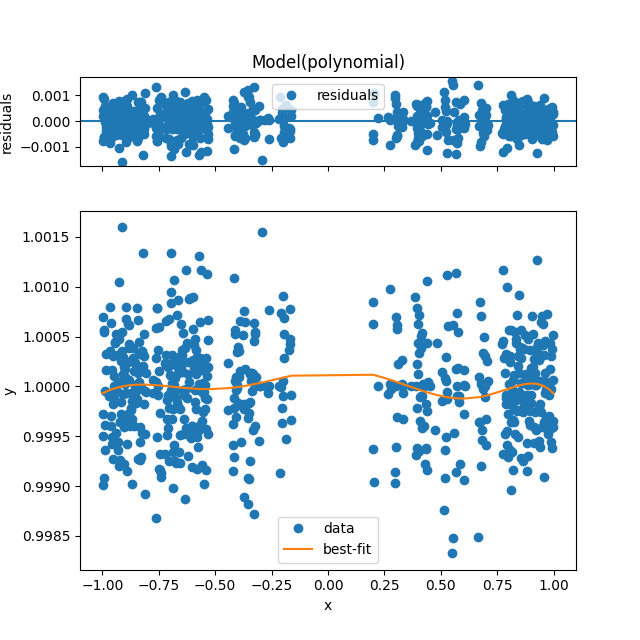 Model(polynomial)
0.001
0.000
−0.001
residuals
residuals
1.0015
1.0010
1.0005
1.0000
0.9995
0.9990
0.9985
y
data
best-fit
−1.00 −0.75 −0.50 −0.25 0.00 0.25 0.50 0.75 1.00
x